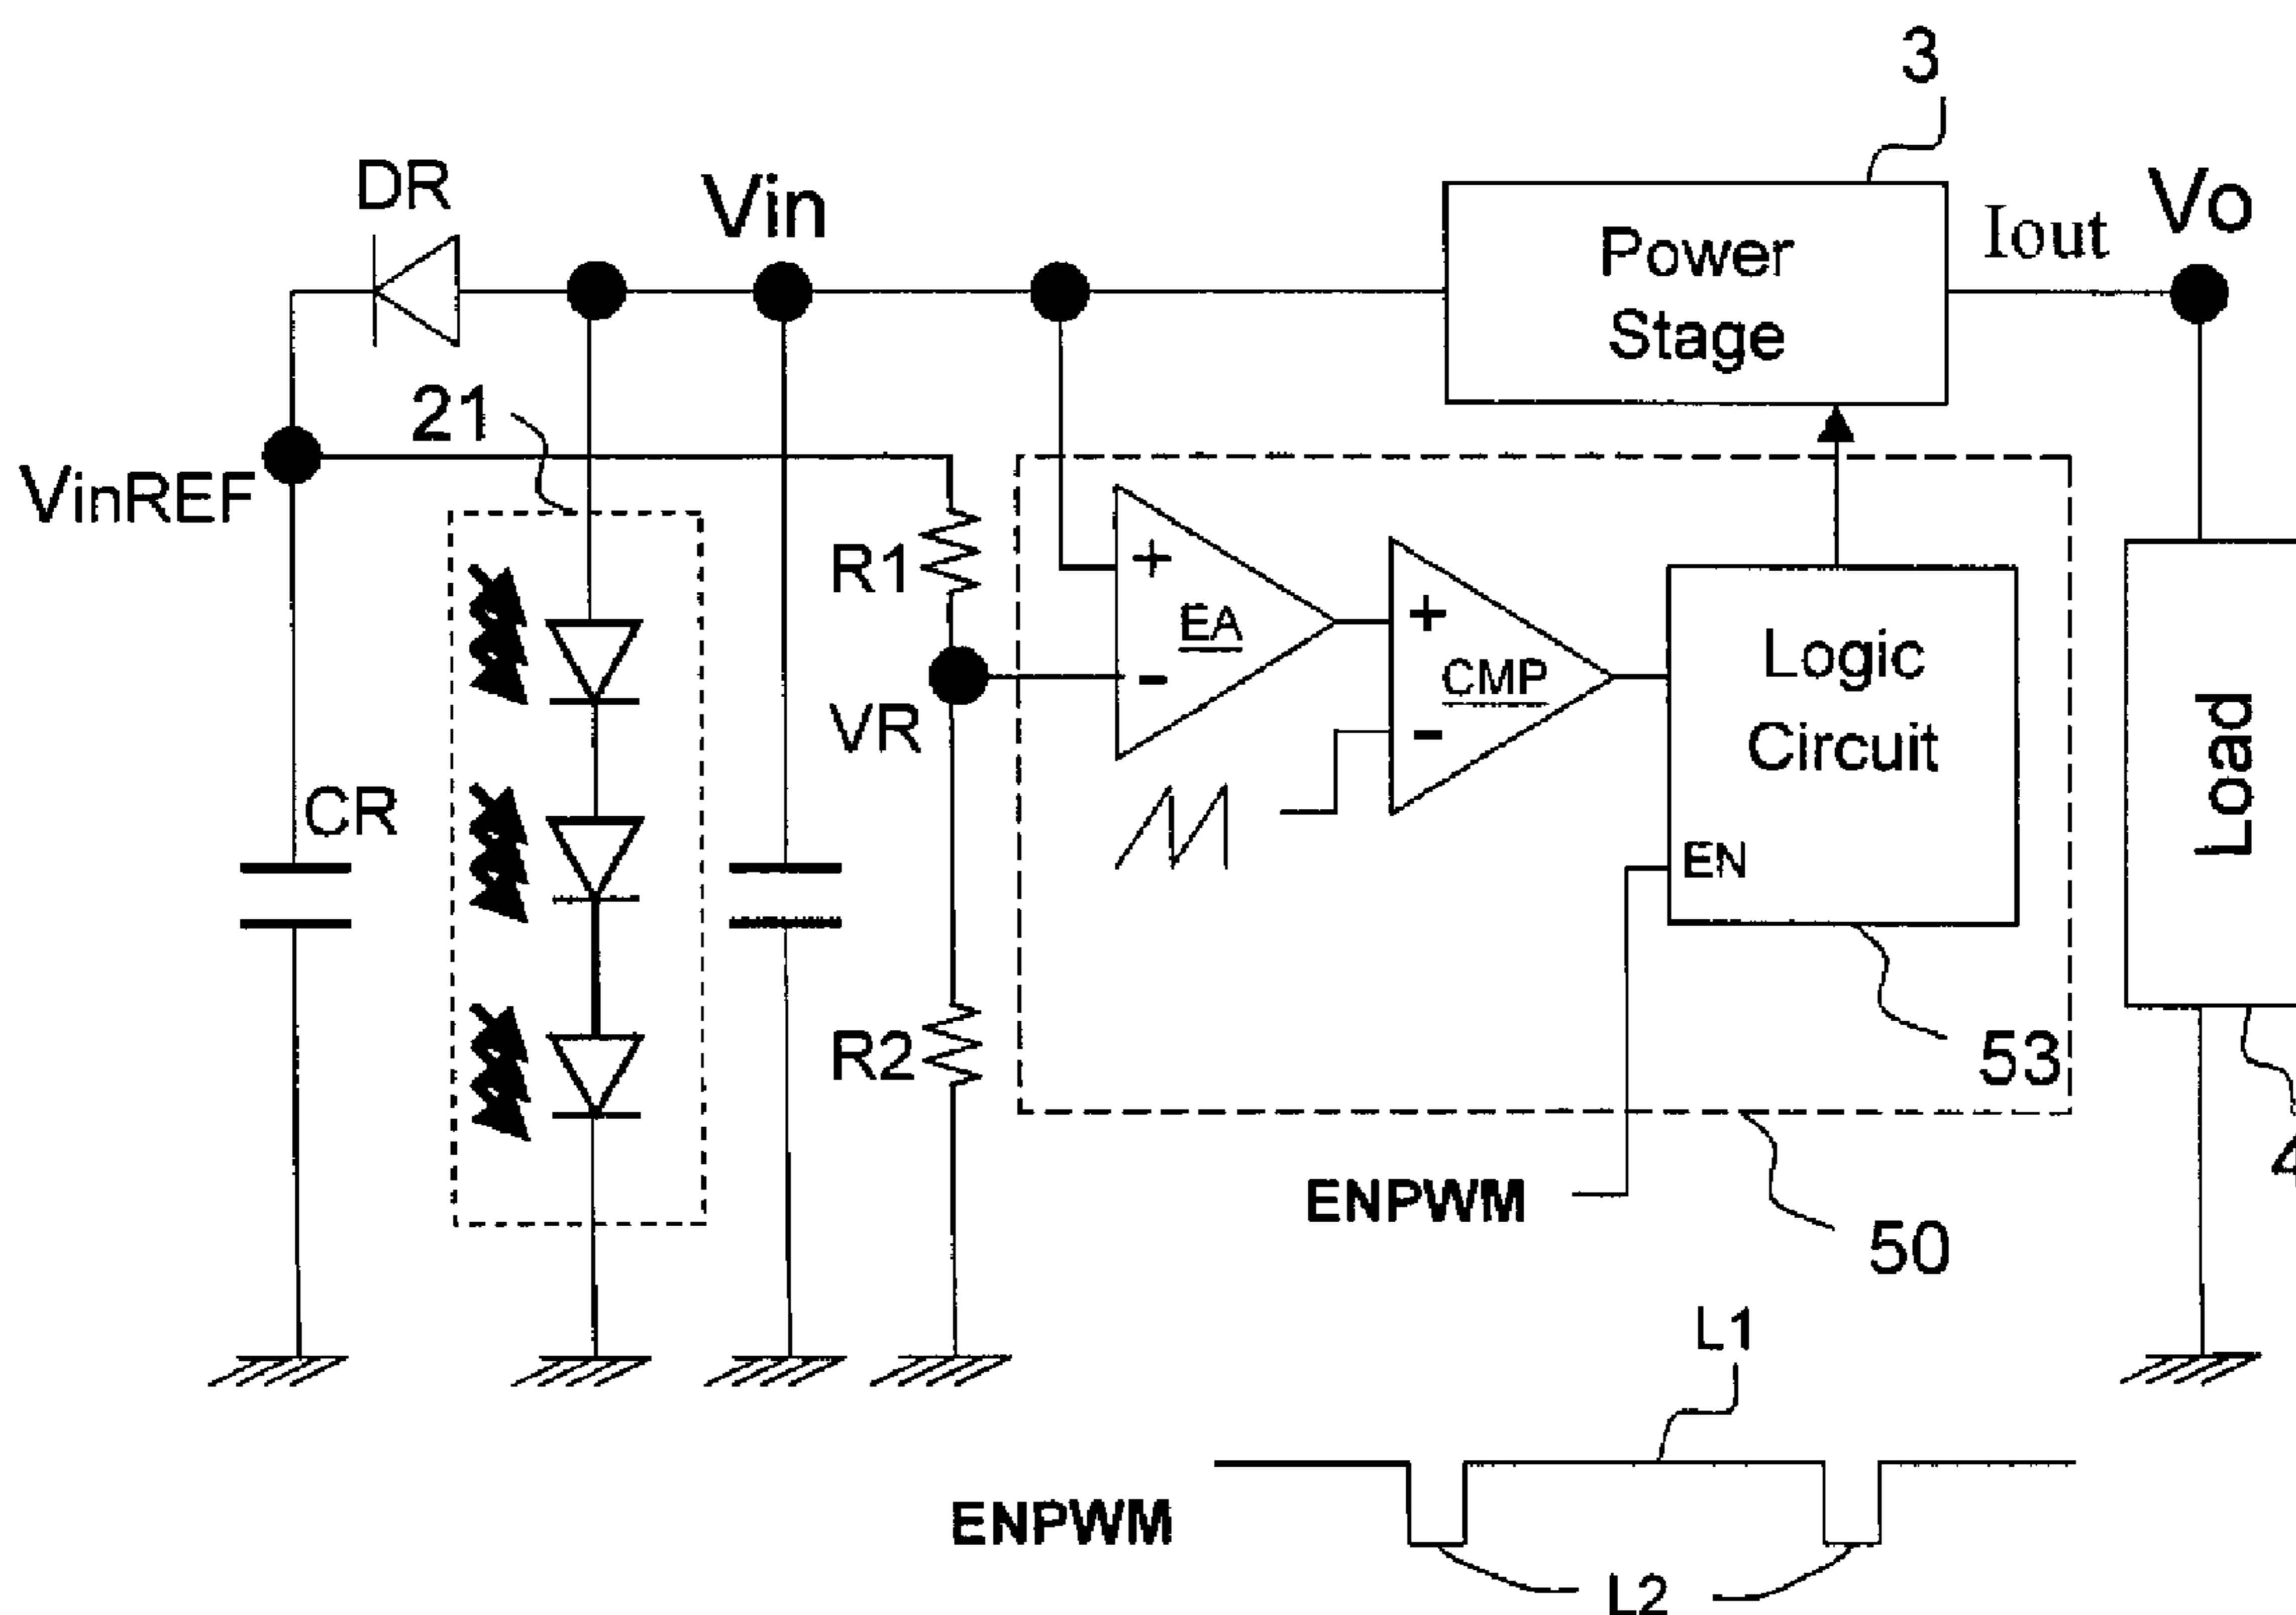 3
DR
Vin
Power
Stage
Iout
Vo
21
VinREF
R1
+
EA
-
VR
+
CMP
-
Logic
Circuit
EN
Load
CR
R2
53
4
ENPWM
50
L1
ENPWM
L2